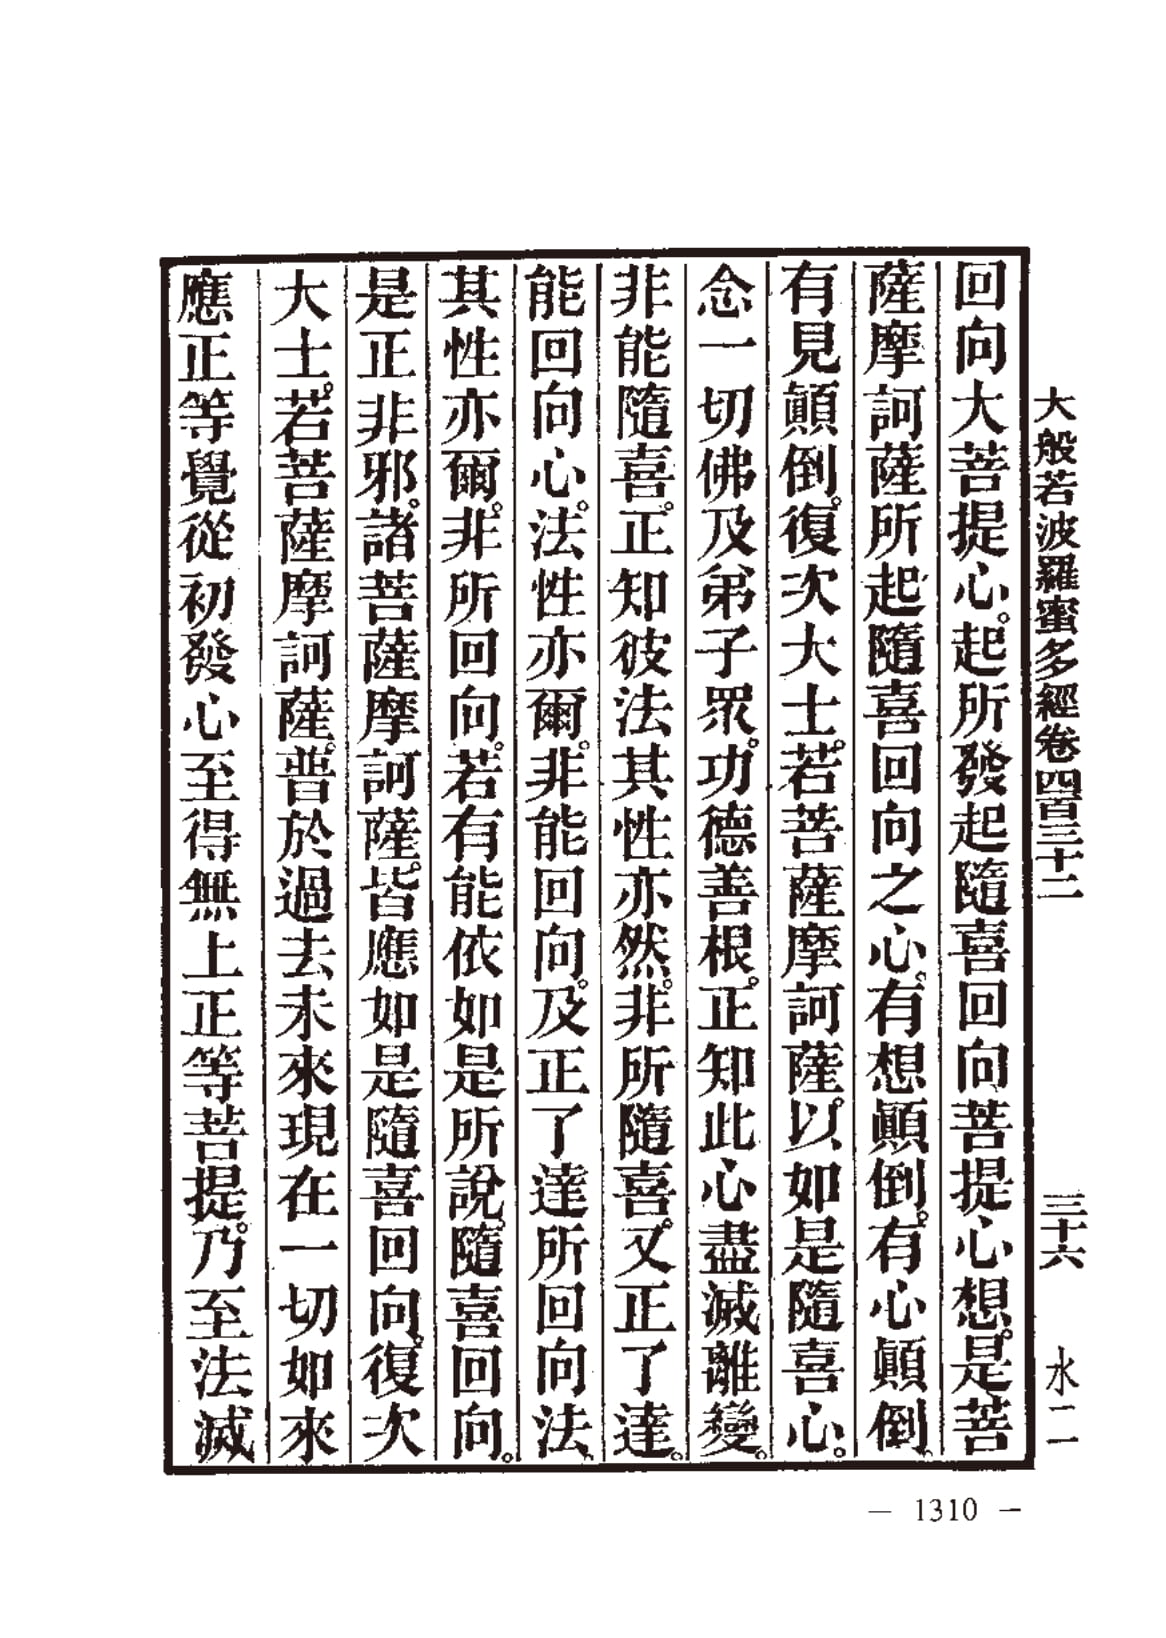 大般若波羅蜜多經卷四百三十二　三十六　水二
回向大菩提心。起所發起隨喜回向菩提心想。是菩
薩摩訶薩所起隨喜回向之心。有想顛倒。有心顛倒。
有見顛倒。復次大士。若菩薩摩訶薩。以如是隨喜心。
念一切佛及弟子眾。功德善根。正知此心盡滅離變。
非能隨喜。正知彼法其性亦然。非所隨喜。又正了達。
能回向心。法性亦爾。非能回向。及正了達所回向法。
其性亦爾。非所回向。若有能依如是所說。隨喜回向。
是正非邪。諸菩薩摩訶薩。皆應如是隨喜回向。復次
大士。若菩薩摩訶薩。普於過去未來現在一切如來
應正等覺從初發心至得無上正等菩提。乃至法滅
— 1310 —